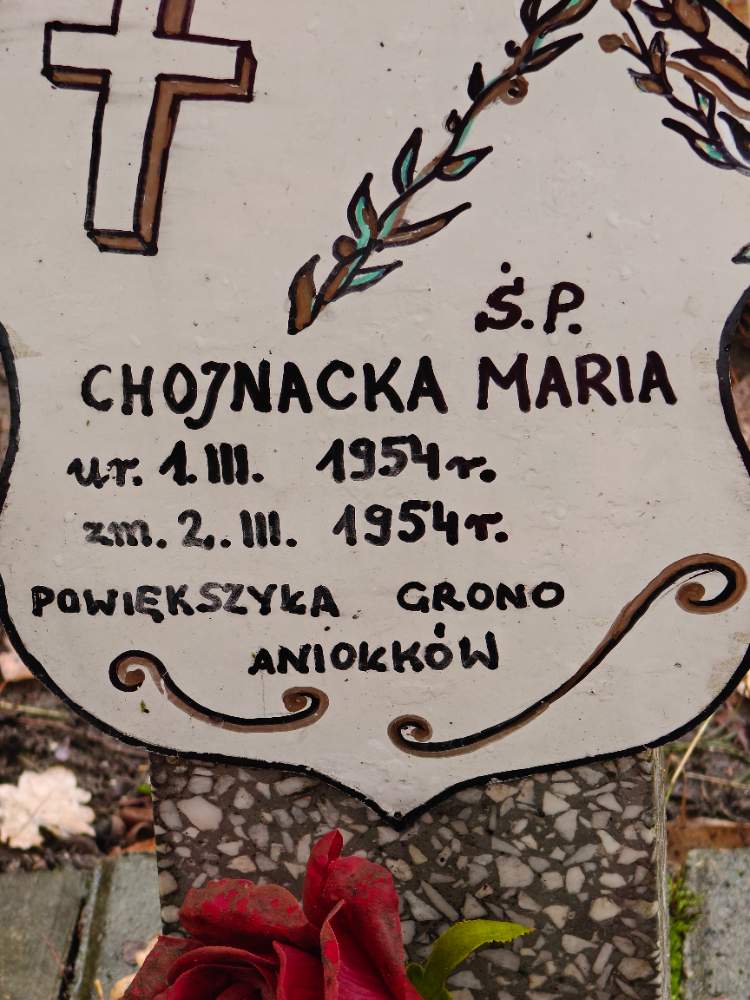 Ś.P.
CHOJNACKA MARIA
ur. 1.III. 1954r.
zm. 2.III. 1954r.
POWIĘKSZYŁA GRONO
ANIOŁKÓW